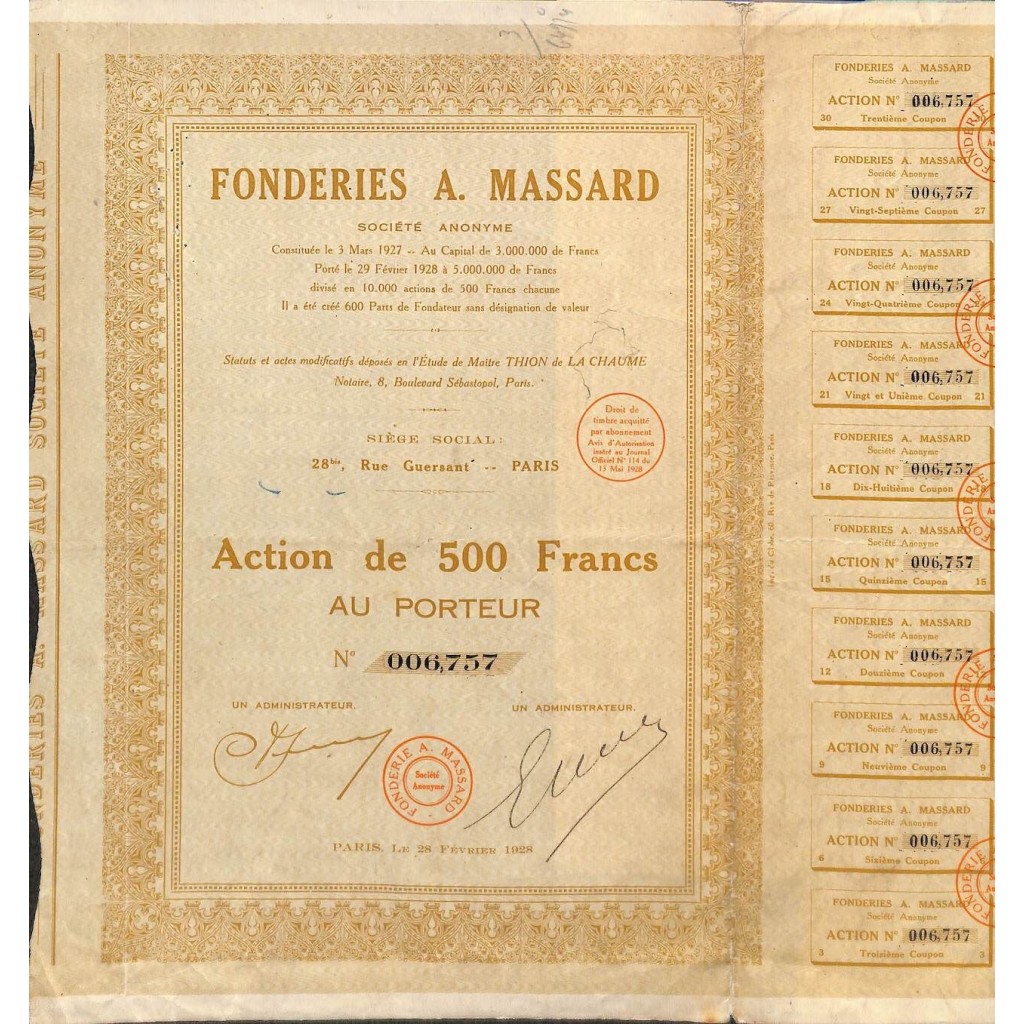 FONDERIES A. MASSARD
SOCIÉTÉ ANONYME
Constituée le 3 Mars 1927 -- Au Capital de 3.000.000 de Francs
Porté le 29 Février 1928 à 5.000.000 de Francs
divisé en 10.000 actions de 500 Francs chacune
Il a été créé 600 Parts de Fondateur sans désignation de valeur
Statuts et actes modificatifs déposés en l'Étude de Maître THION de LA CHAUME
Notaire, 8, Boulevard Sébastopol, Paris.
SIÈGE SOCIAL:
28bis, Rue Guersant -- PARIS
Droit de
timbre acquitté
par abonnement
Avis d'Autorisation
inséré au Journal
Officiel N° 114 du
13 Mai 1928
Action de 500 Francs
AU PORTEUR
N° 006,757
UN ADMINISTRATEUR.
UN ADMINISTRATEUR.
FONDERIE A. MASSARD
Société
Anonyme
PARIS, LE 28 FÉVRIER 1928
FONDERIES A. MASSARD SOCIÉTÉ ANONYME
FONDERIES A. MASSARD
Société Anonyme
ACTION N° 006,757
30 Trentième Coupon
FONDERIES A. MASSARD
Société Anonyme
ACTION N° 006,757
27 Vingt-Septième Coupon 27
FONDERIES A. MASSARD
Société Anonyme
ACTION N° 006,757
24 Vingt-Quatrième Coupon
FONDERIES A. MASSARD
Société Anonyme
ACTION N° 006,757
21 Vingt et Unième Coupon 21
FONDERIES A. MASSARD
Société Anonyme
ACTION N° 006,757
18 Dix-Huitième Coupon 18
FONDERIES A. MASSARD
Société Anonyme
ACTION N° 006,757
15 Quinzième Coupon 15
FONDERIES A. MASSARD
Société Anonyme
ACTION N° 006,757
12 Douzième Coupon
FONDERIES A. MASSARD
Société Anonyme
ACTION N° 006,757
9 Neuvième Coupon 9
FONDERIES A. MASSARD
Société Anonyme
ACTION N° 006,757
6 Sixième Coupon
FONDERIES A. MASSARD
Société Anonyme
ACTION N° 006,757
3 Troizième Coupon 3
FONDERIE
FONDERIE
FONDERIE
FONDERIE
FONDERIE